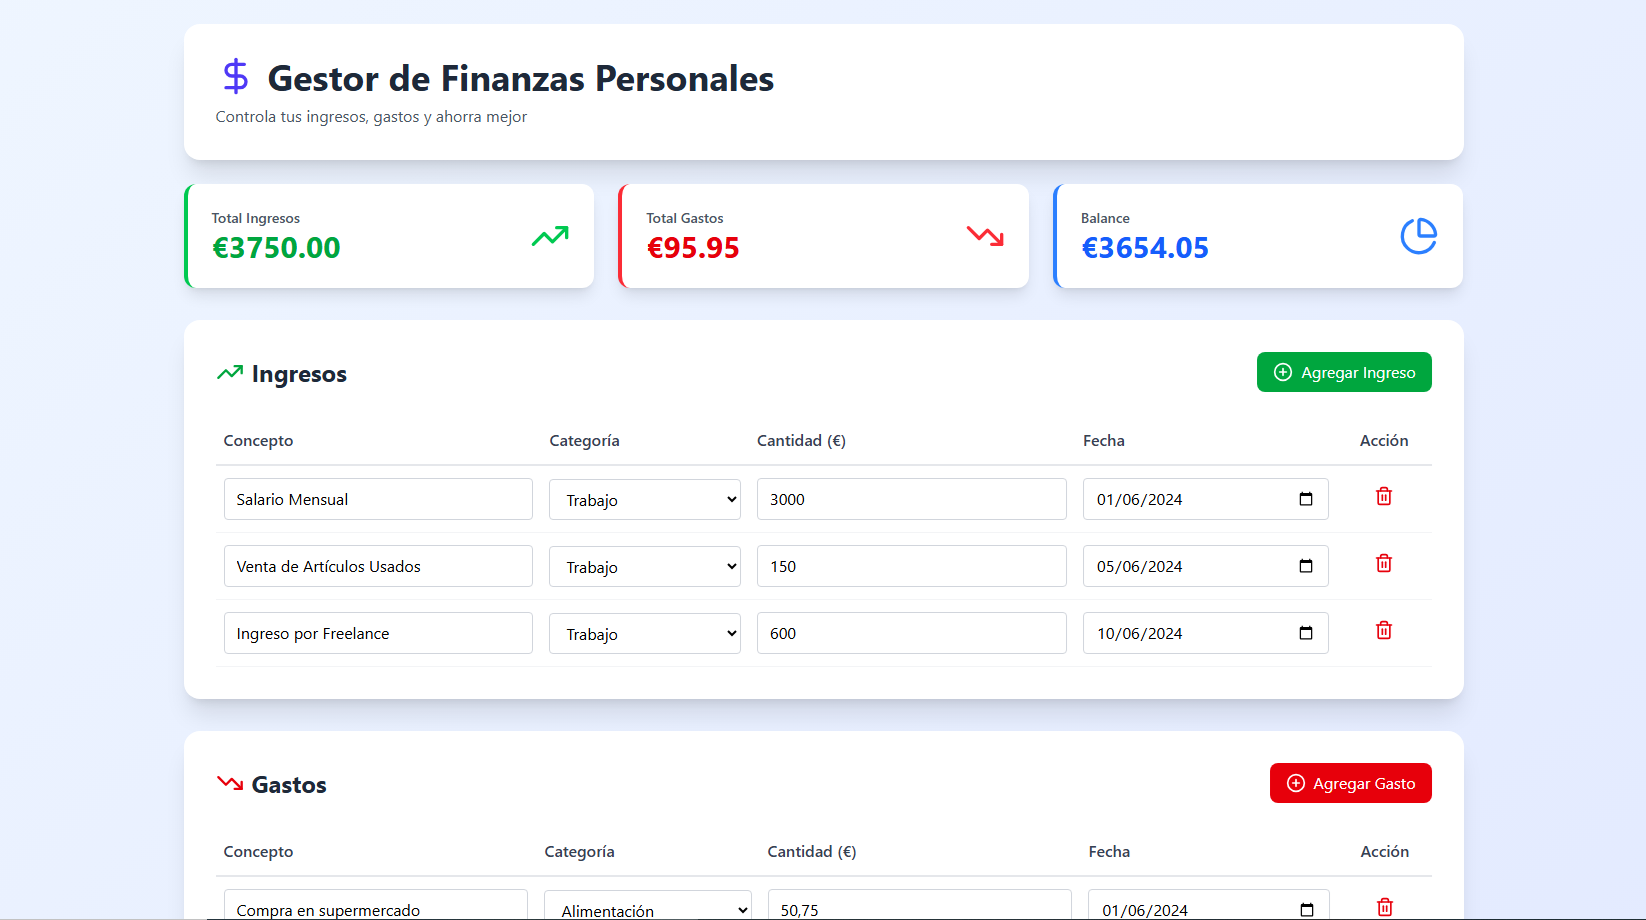 Gestor de Finanzas Personales
Controla tus ingresos, gastos y ahorra mejor
Total Ingresos
€3750.00
Total Gastos
€95.95
Balance
€3654.05
Ingresos
Agregar Ingreso
Concepto Categoría Cantidad (€) Fecha Acción
Salario Mensual Trabajo 3000 01/06/2024
Venta de Artículos Usados Trabajo 150 05/06/2024
Ingreso por Freelance Trabajo 600 10/06/2024
Gastos
Agregar Gasto
Concepto Categoría Cantidad (€) Fecha Acción
Compra en supermercado Alimentación 50,75 01/06/2024